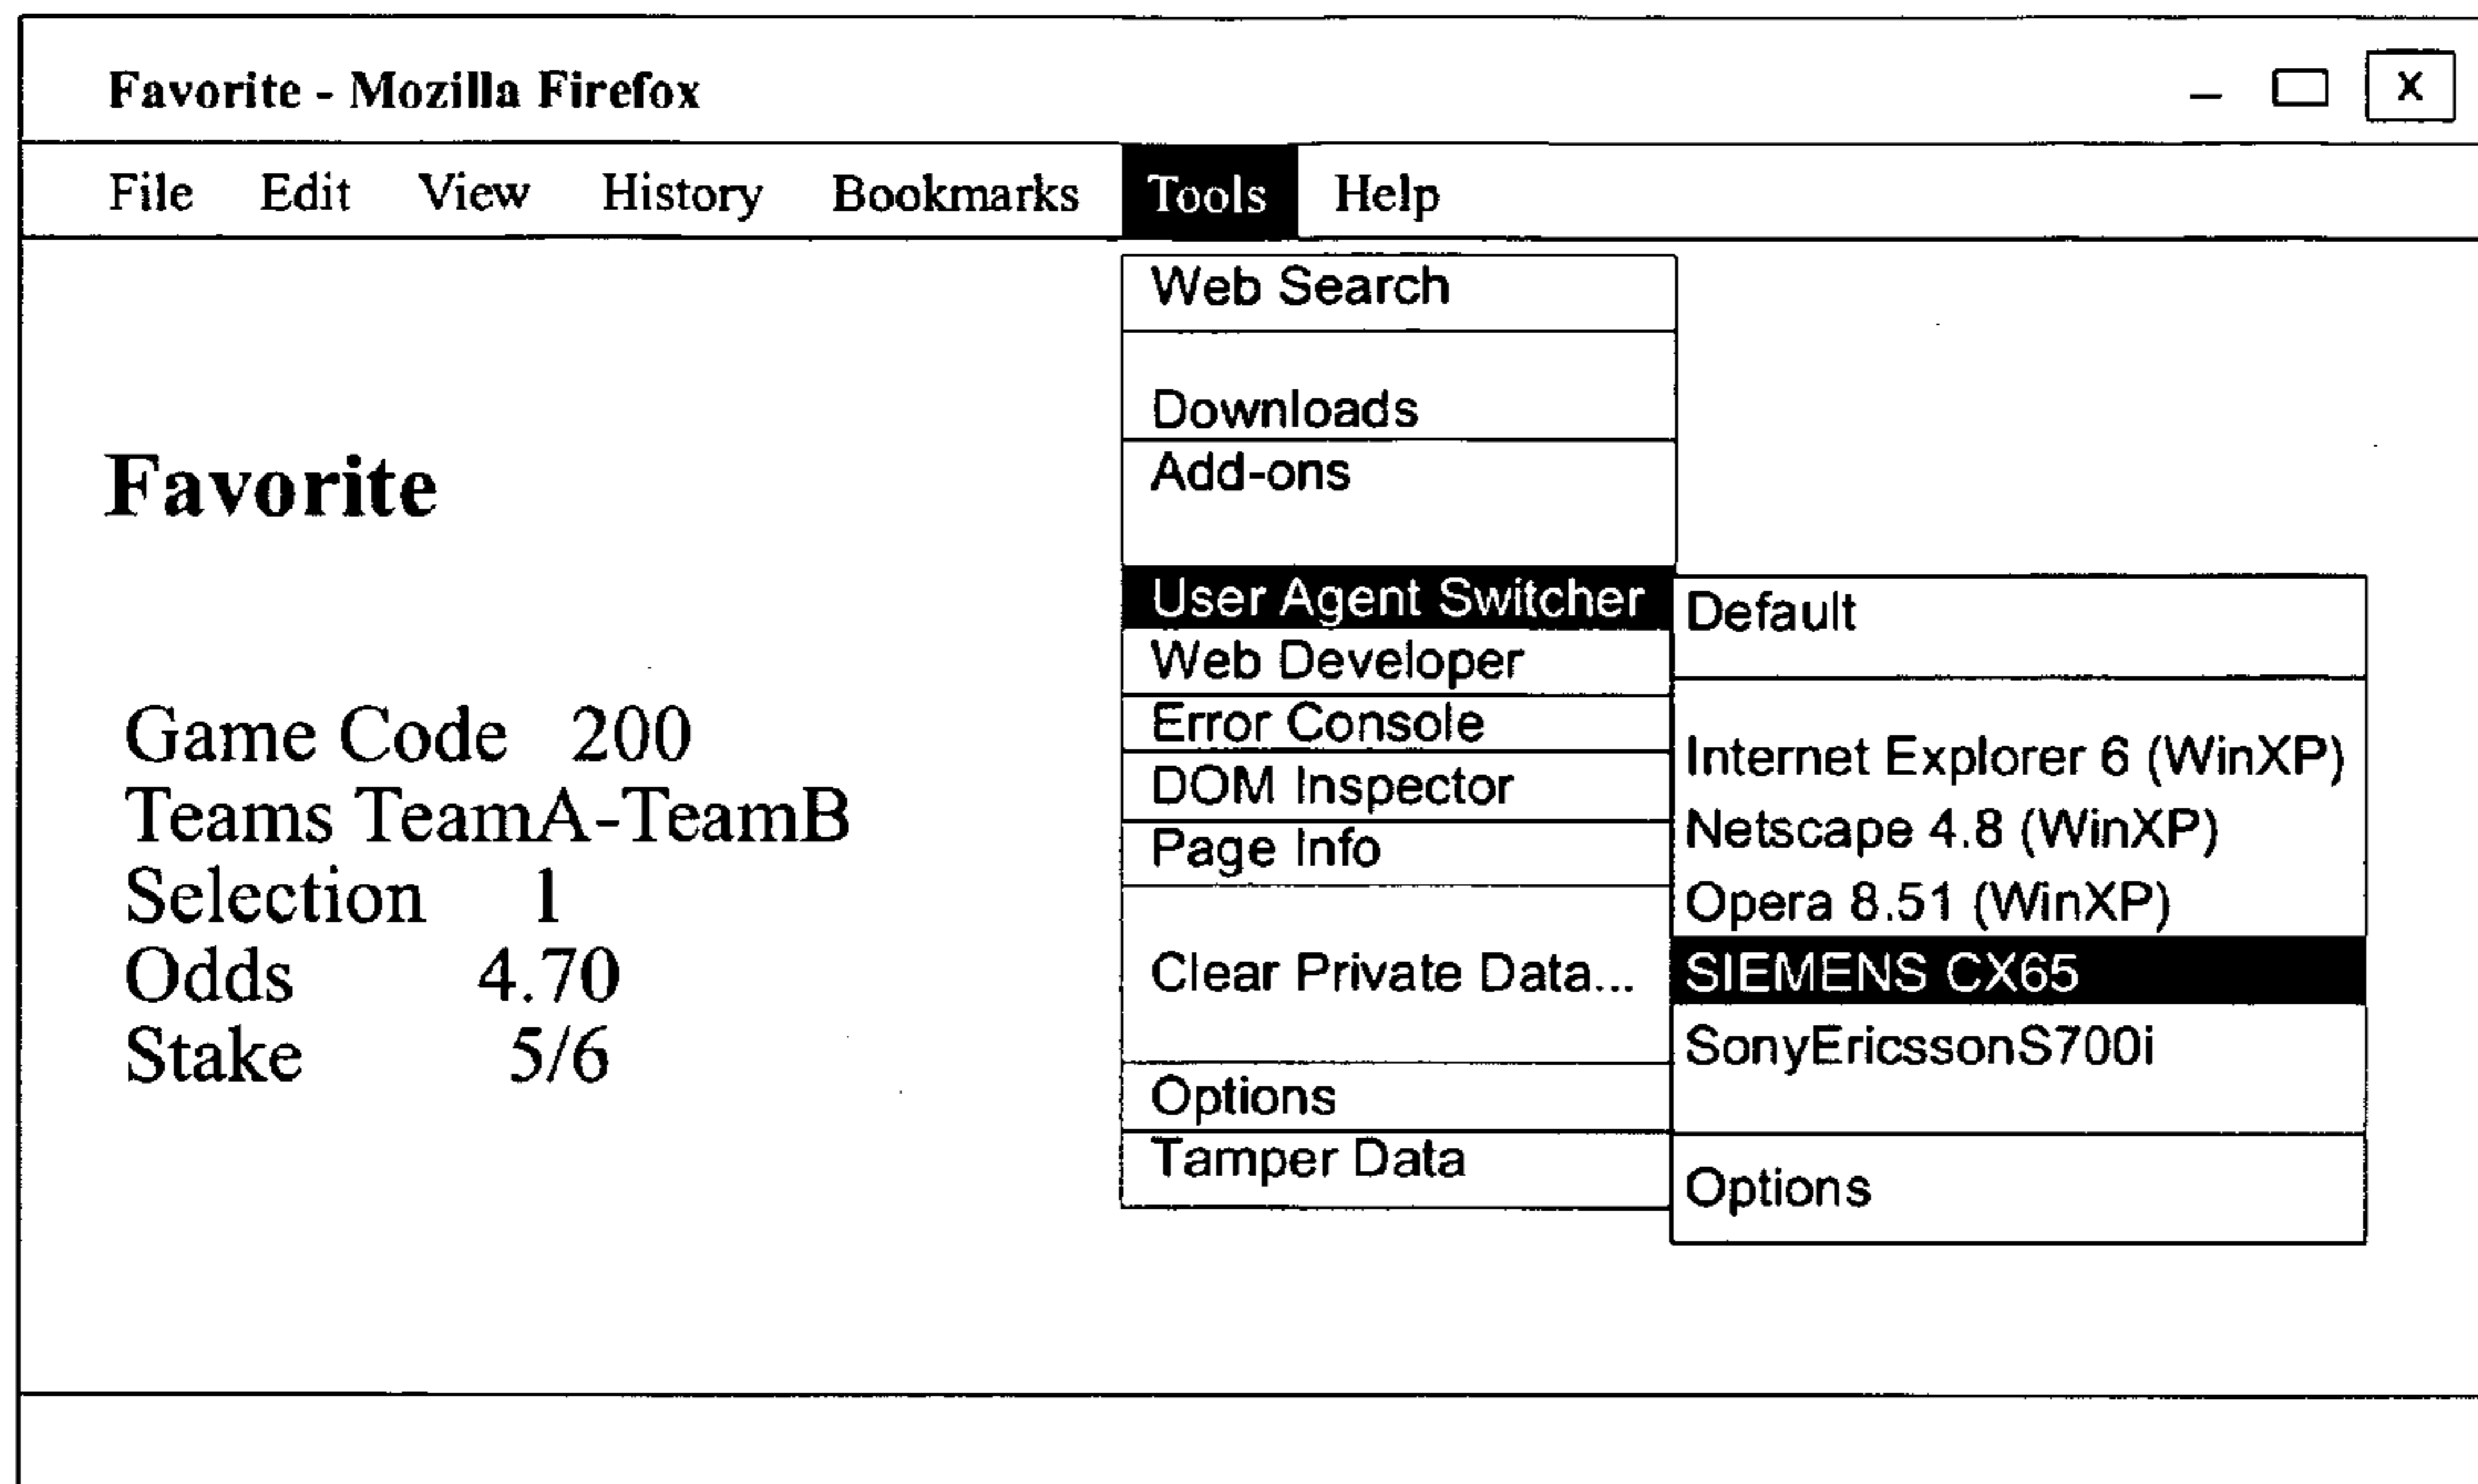 Favorite - Mozilla Firefox _ X
File Edit View History Bookmarks Tools Help
Favorite
Game Code 200
Teams TeamA-TeamB
Selection 1
Odds 4.70
Stake 5/6
Web Search
Downloads
Add-ons
User Agent Switcher
Web Developer
Error Console
DOM Inspector
Page Info
Clear Private Data...
Options
Tamper Data
Default
Internet Explorer 6 (WinXP)
Netscape 4.8 (WinXP)
Opera 8.51 (WinXP)
SIEMENS CX65
SonyEricssonS700i
Options